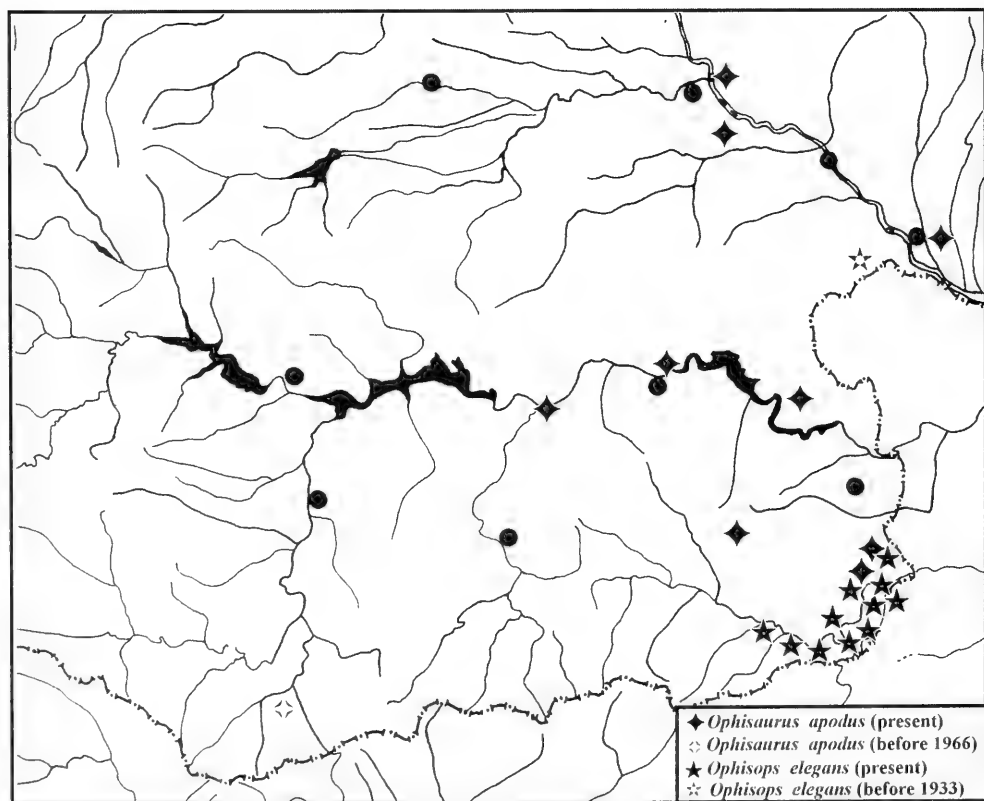 Ophisaurus apodus (present)
Ophisaurus apodus (before 1966)
Ophisops elegans (present)
Ophisops elegans (before 1933)